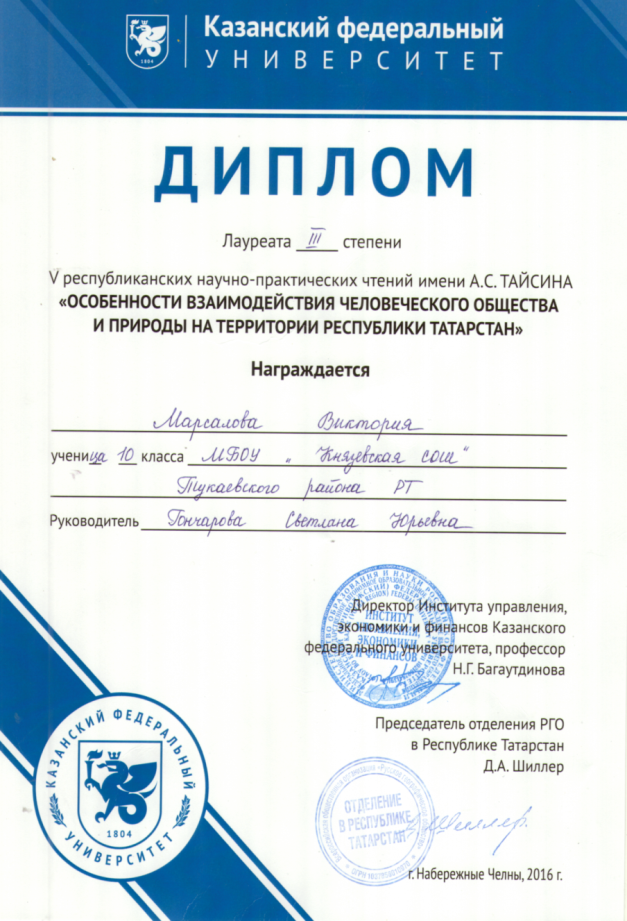 Казанский федеральный
УНИВЕРСИТЕТ
1804
ДИПЛОМ
Лауреата III степени
V республиканских научно-практических чтений имени А.С. ТАЙСИНА
«ОСОБЕННОСТИ ВЗАИМОДЕЙСТВИЯ ЧЕЛОВЕЧЕСКОГО ОБЩЕСТВА
И ПРИРОДЫ НА ТЕРРИТОРИИ РЕСПУБЛИКИ ТАТАРСТАН»
Награждается
Марсалова Виктория
ученица 10 класса МБОУ „Князевская сош"
Тукаевского района РТ
Руководитель Гончарова Светлана Юрьевна
Директор Института управления,
экономики и финансов Казанского
федерального университета, профессор
Н.Г. Багаутдинова
ИНСТИТУТ
УПРАВЛЕНИЯ,
ЭКОНОМИКИ
И ФИНАНСОВ
Председатель отделения РГО
в Республике Татарстан
Д.А. Шиллер
ОТДЕЛЕНИЕ
В РЕСПУБЛИКЕ
ТАТАРСТАН
Шиллер
г. Набережные Челны, 2016 г.
КАЗАНСКИЙ ФЕДЕРАЛЬНЫЙ
1804
УНИВЕРСИТЕТ